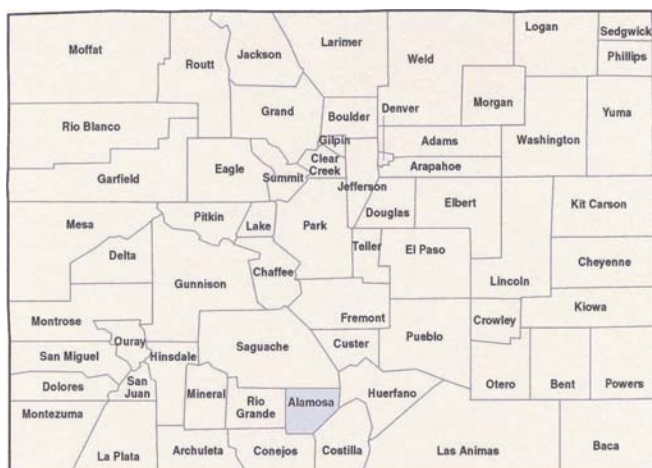 Moffat
Routt
Jackson
Larimer
Weld
Logan
Sedgwick
Phillips
Rio Blanco
Grand
Boulder
Denver
Morgan
Yuma
Gilpin
Adams
Washington
Garfield
Eagle
Summit
Clear
Creek
Arapahoe
Jefferson
Mesa
Pitkin
Lake
Park
Douglas
Elbert
Kit Carson
Delta
Teller
El Paso
Gunnison
Chaffee
Lincoln
Cheyenne
Montrose
Fremont
Crowley
Kiowa
Ouray
San Miguel
Hinsdale
Saguache
Custer
Pueblo
Dolores
San
Juan
Mineral
Rio
Grande
Alamosa
Huerfano
Otero
Bent
Powers
Montezuma
La Plata
Archuleta
Conejos
Costilla
Las Animas
Baca